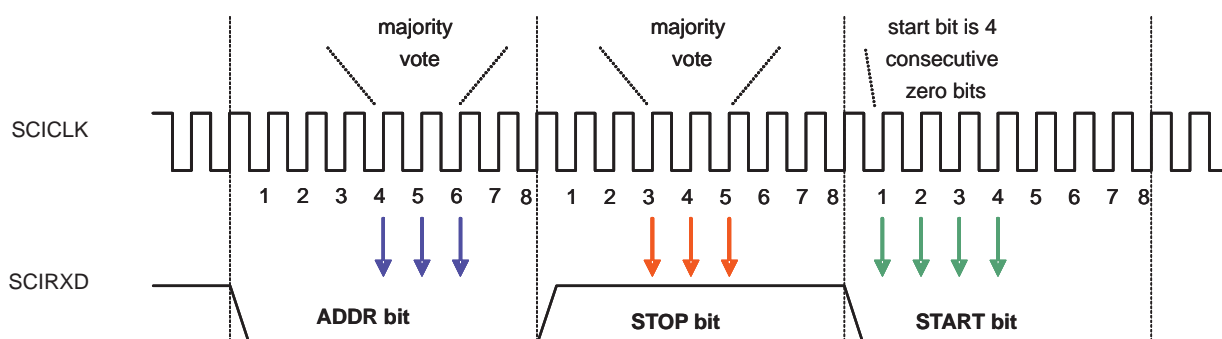 majority
vote
majority
vote
start bit is 4
consecutive
zero bits
SCICLK
1 2 3 4 5 6 7 8 1 2 3 4 5 6 7 8 1 2 3 4 5 6 7 8
SCIRXD
ADDR bit STOP bit START bit